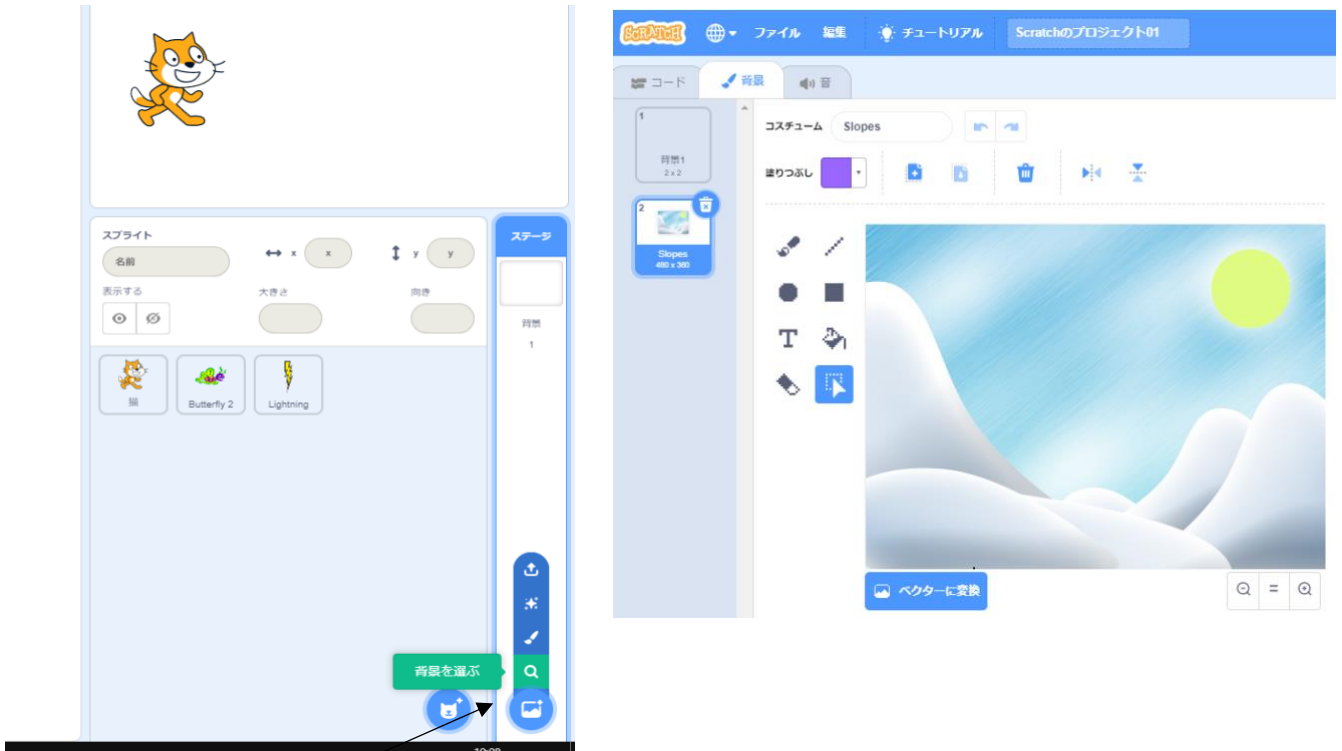 スプライト
名前
x
x
y
y
表示する
大きさ
向き
ステージ
背景
1
猫
Butterfly 2
Lightning
背景を選ぶ
SCRATCH
ファイル
編集
チュートリアル
Scratchのプロジェクト01
コード
背景
音
1
背景1
2 x 2
2
Slopes
480 x 360
コスチューム
Slopes
塗りつぶし
T
ベクターに変換